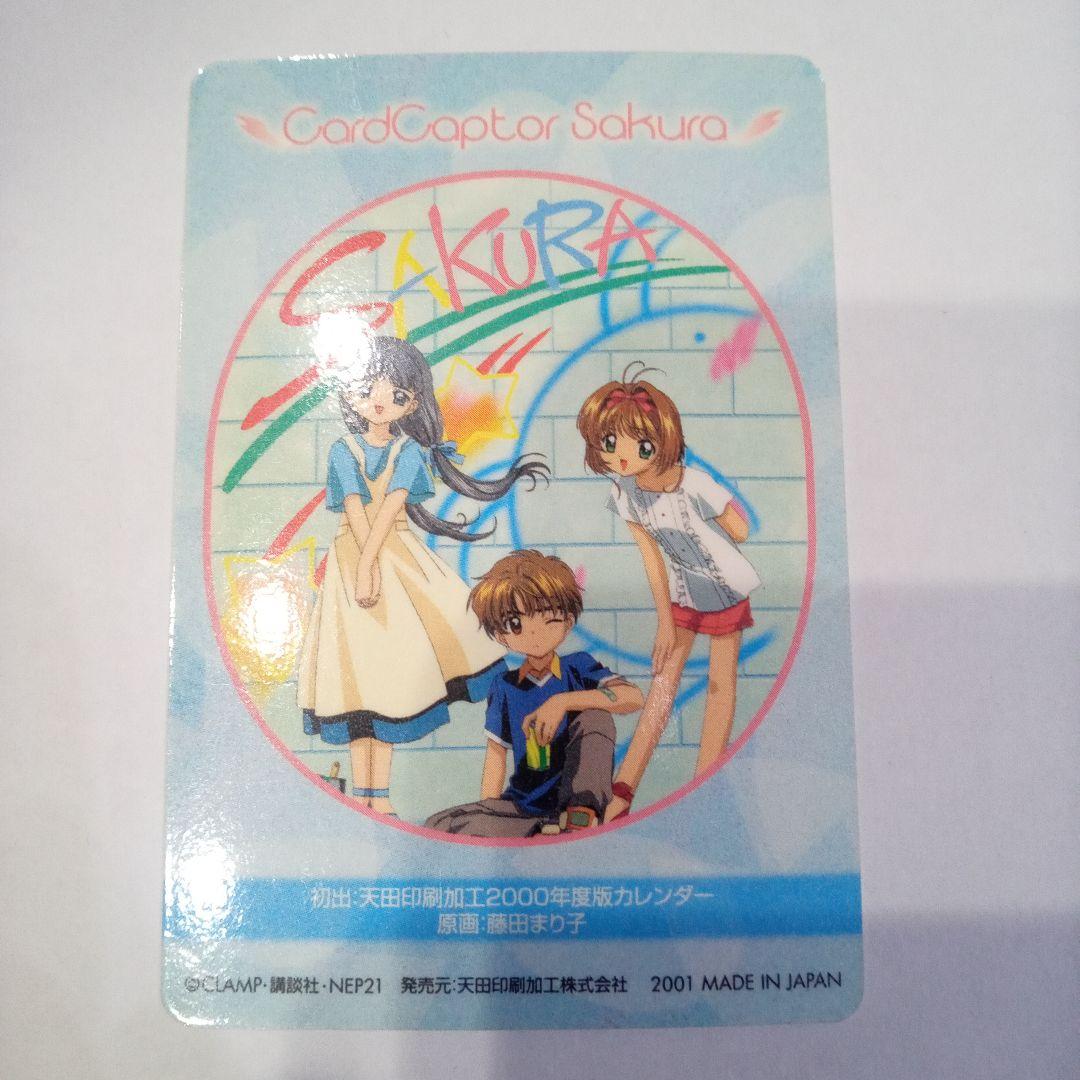 CardCaptor Sakura
SAKURA
初出:天田印刷加工2000年度版カレンダー
原画:藤田まり子
©CLAMP・講談社・NEP21 発売元:天田印刷加工株式会社 2001 MADE IN JAPAN